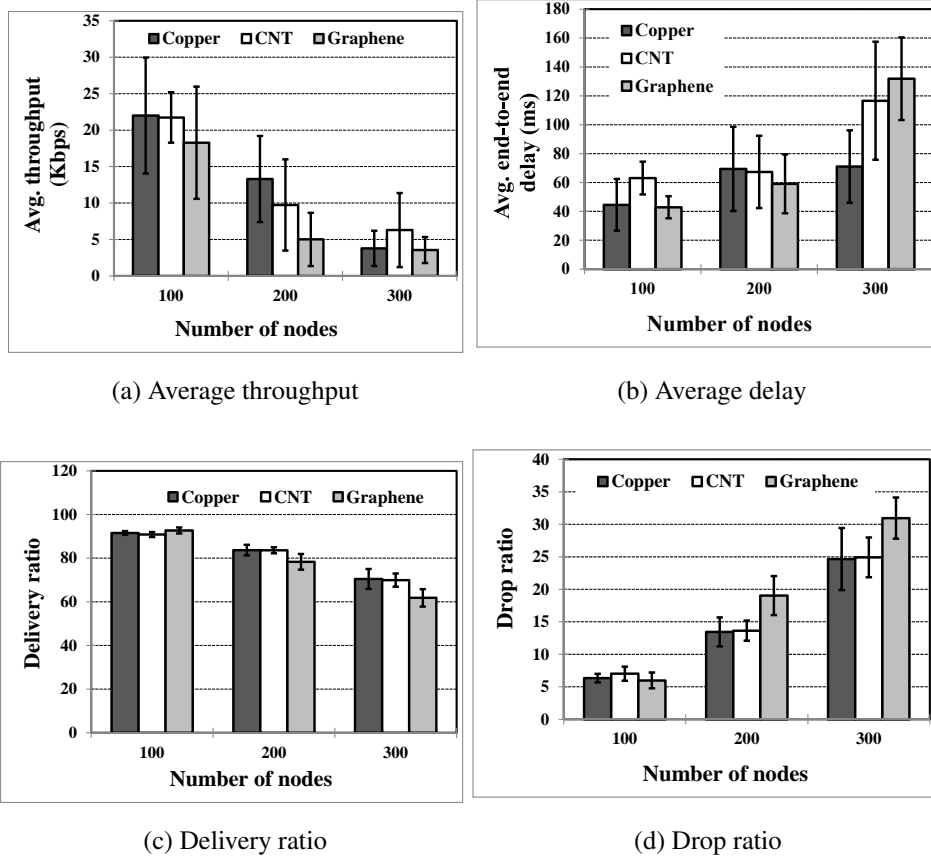 35
30
25
20
15
10
5
0
Avg. throughput
(Kbps)
Copper CNT Graphene
100 200 300
Number of nodes
(a) Average throughput
180
160
140
120
100
80
60
40
20
0
Avg. end-to-end
delay (ms)
Copper
CNT
Graphene
100 200 300
Number of nodes
(b) Average delay
120
100
80
60
40
20
0
Delivery ratio
Copper CNT Graphene
100 200 300
Number of nodes
(c) Delivery ratio
40
35
30
25
20
15
10
5
0
Drop ratio
Copper CNT Graphene
100 200 300
Number of nodes
(d) Drop ratio